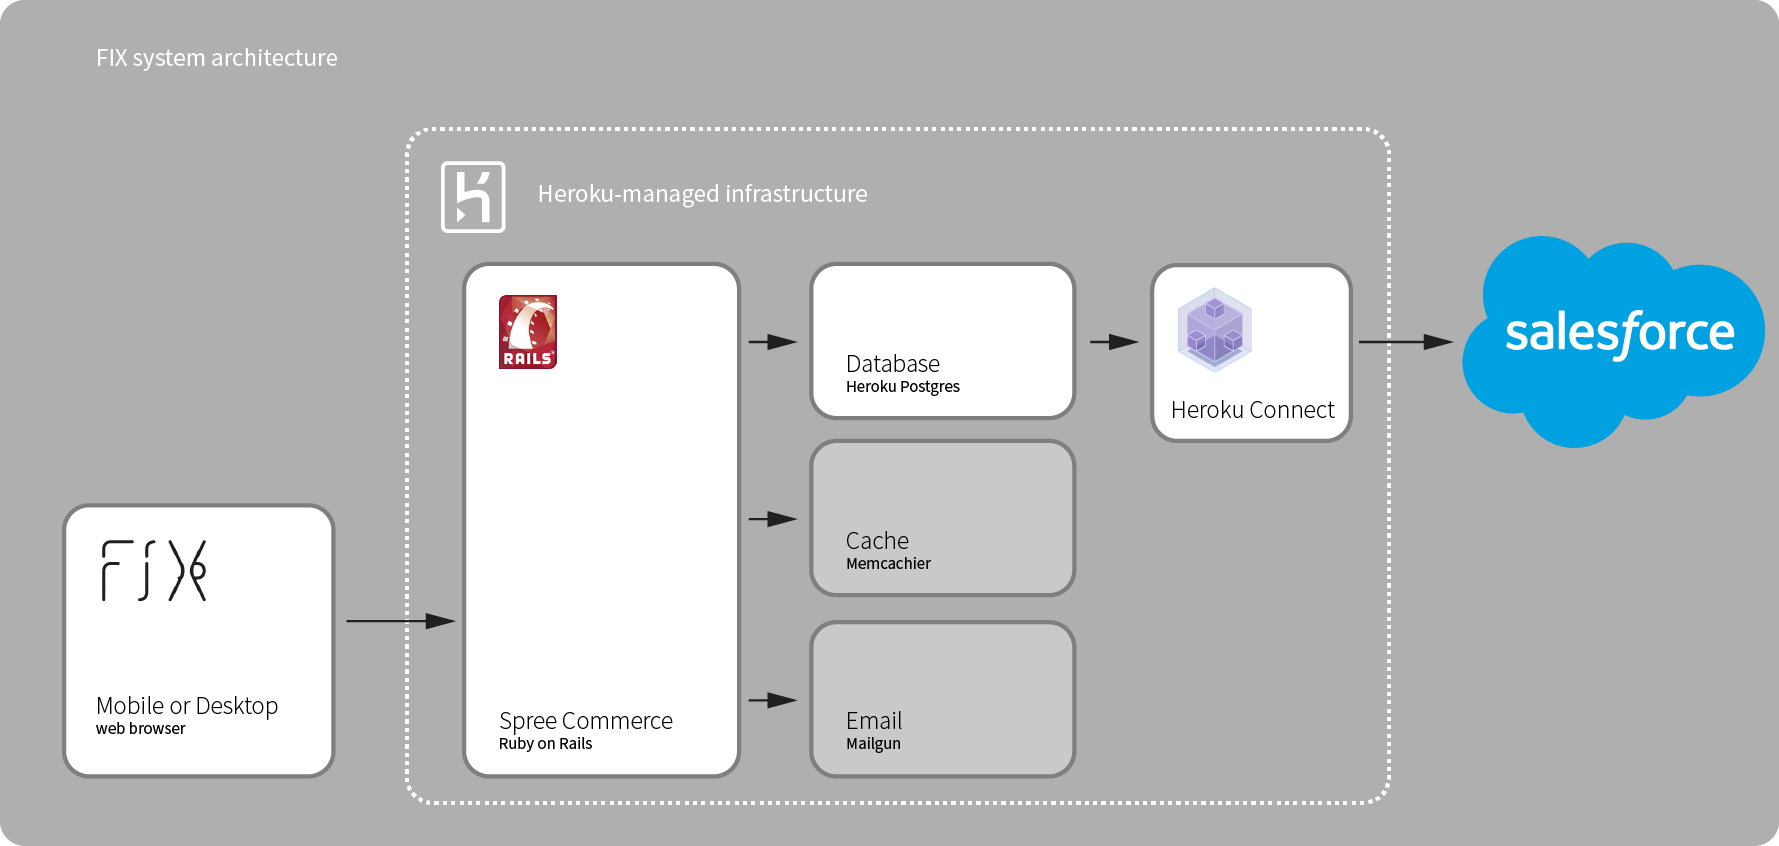 FIX system architecture
Heroku-managed infrastructure
RAILS
Database
Heroku Postgres
Heroku Connect
salesforce
Cache
Memcachier
FIX
Mobile or Desktop
web browser
Spree Commerce
Ruby on Rails
Email
Mailgun